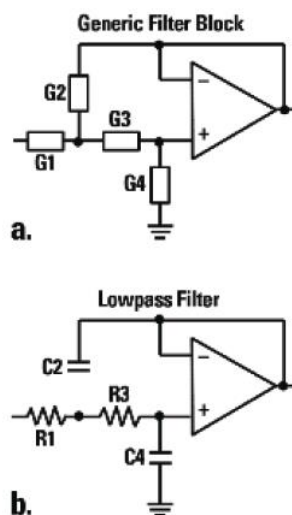 Generic Filter Block
G2
G3
G1
G4
−
+
a.
Lowpass Filter
C2
R3
R1
C4
−
+
b.